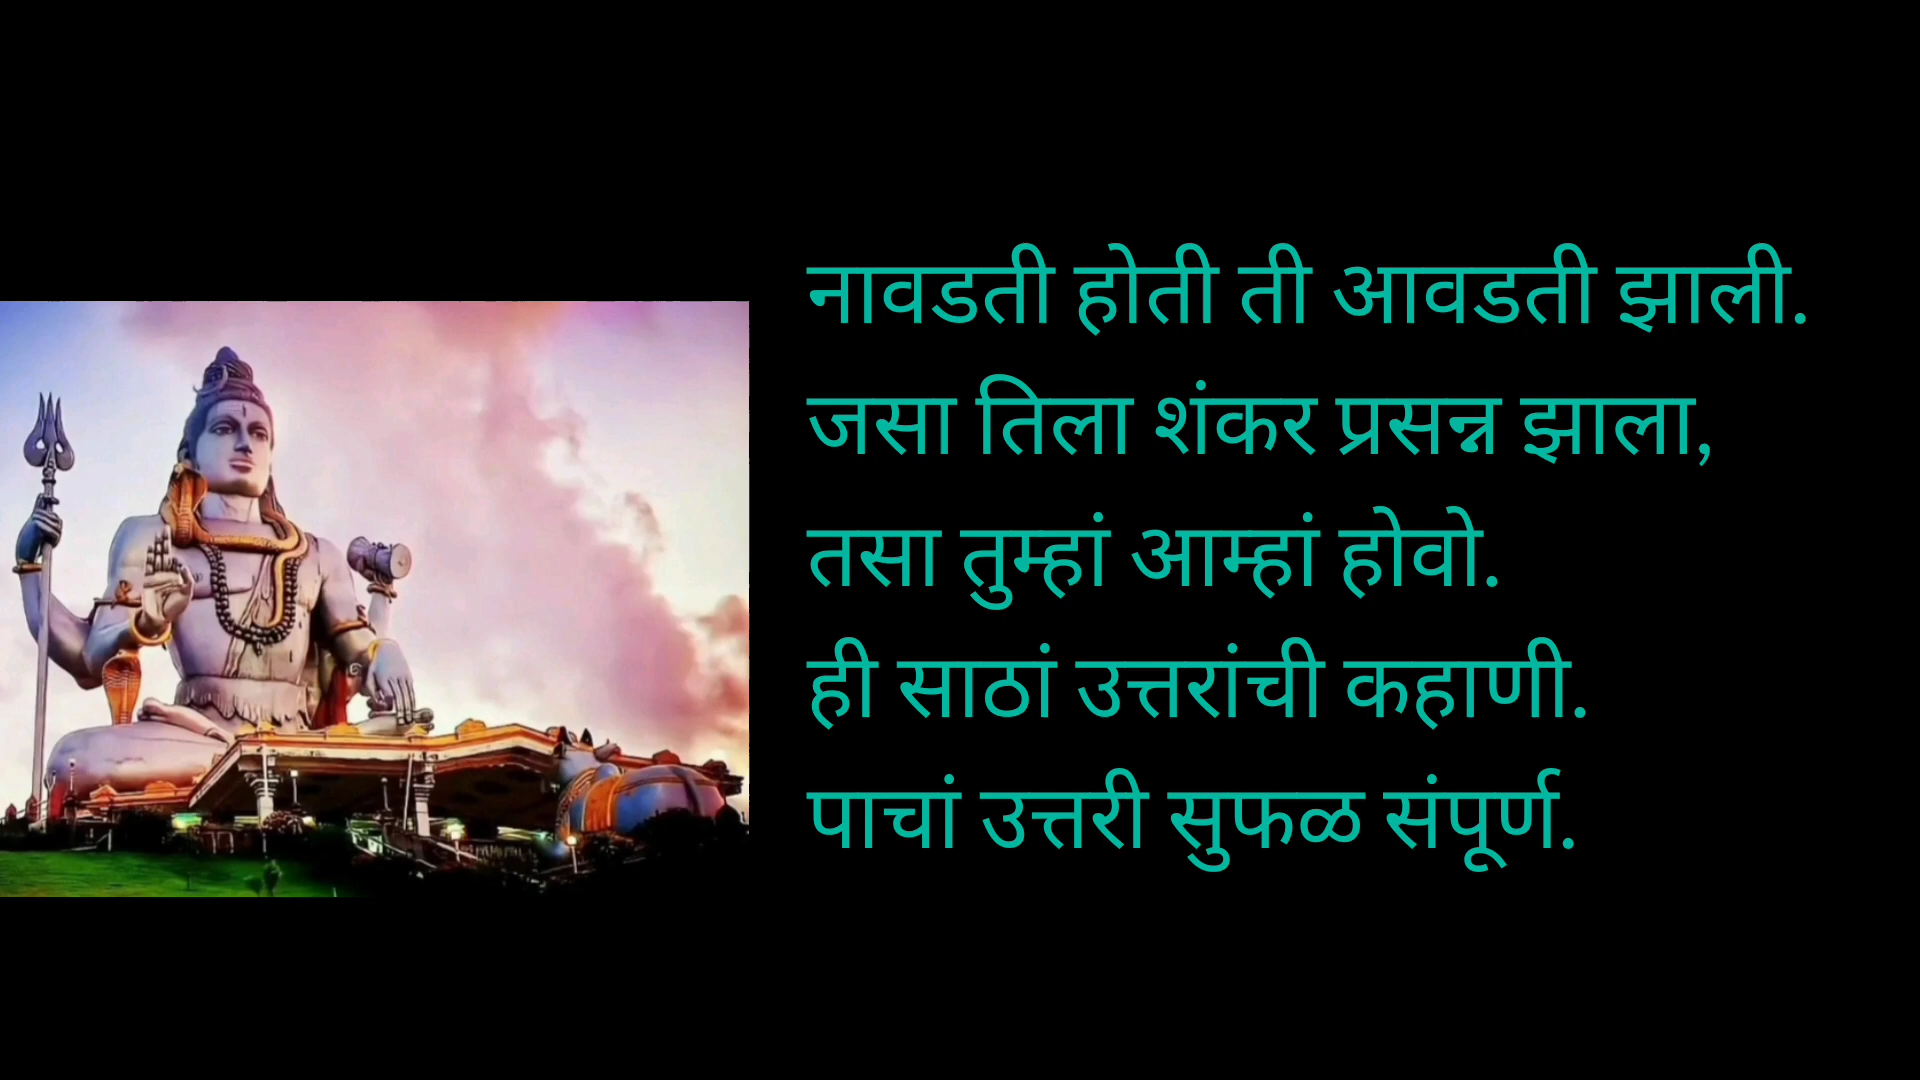 नावडती होती ती आवडती झाली.
जसा तिला शंकर प्रसन्न झाला,
तसा तुम्हां आम्हां होवो.
ही साठां उत्तरांची कहाणी.
पाचां उत्तरी सुफळ संपूर्ण.